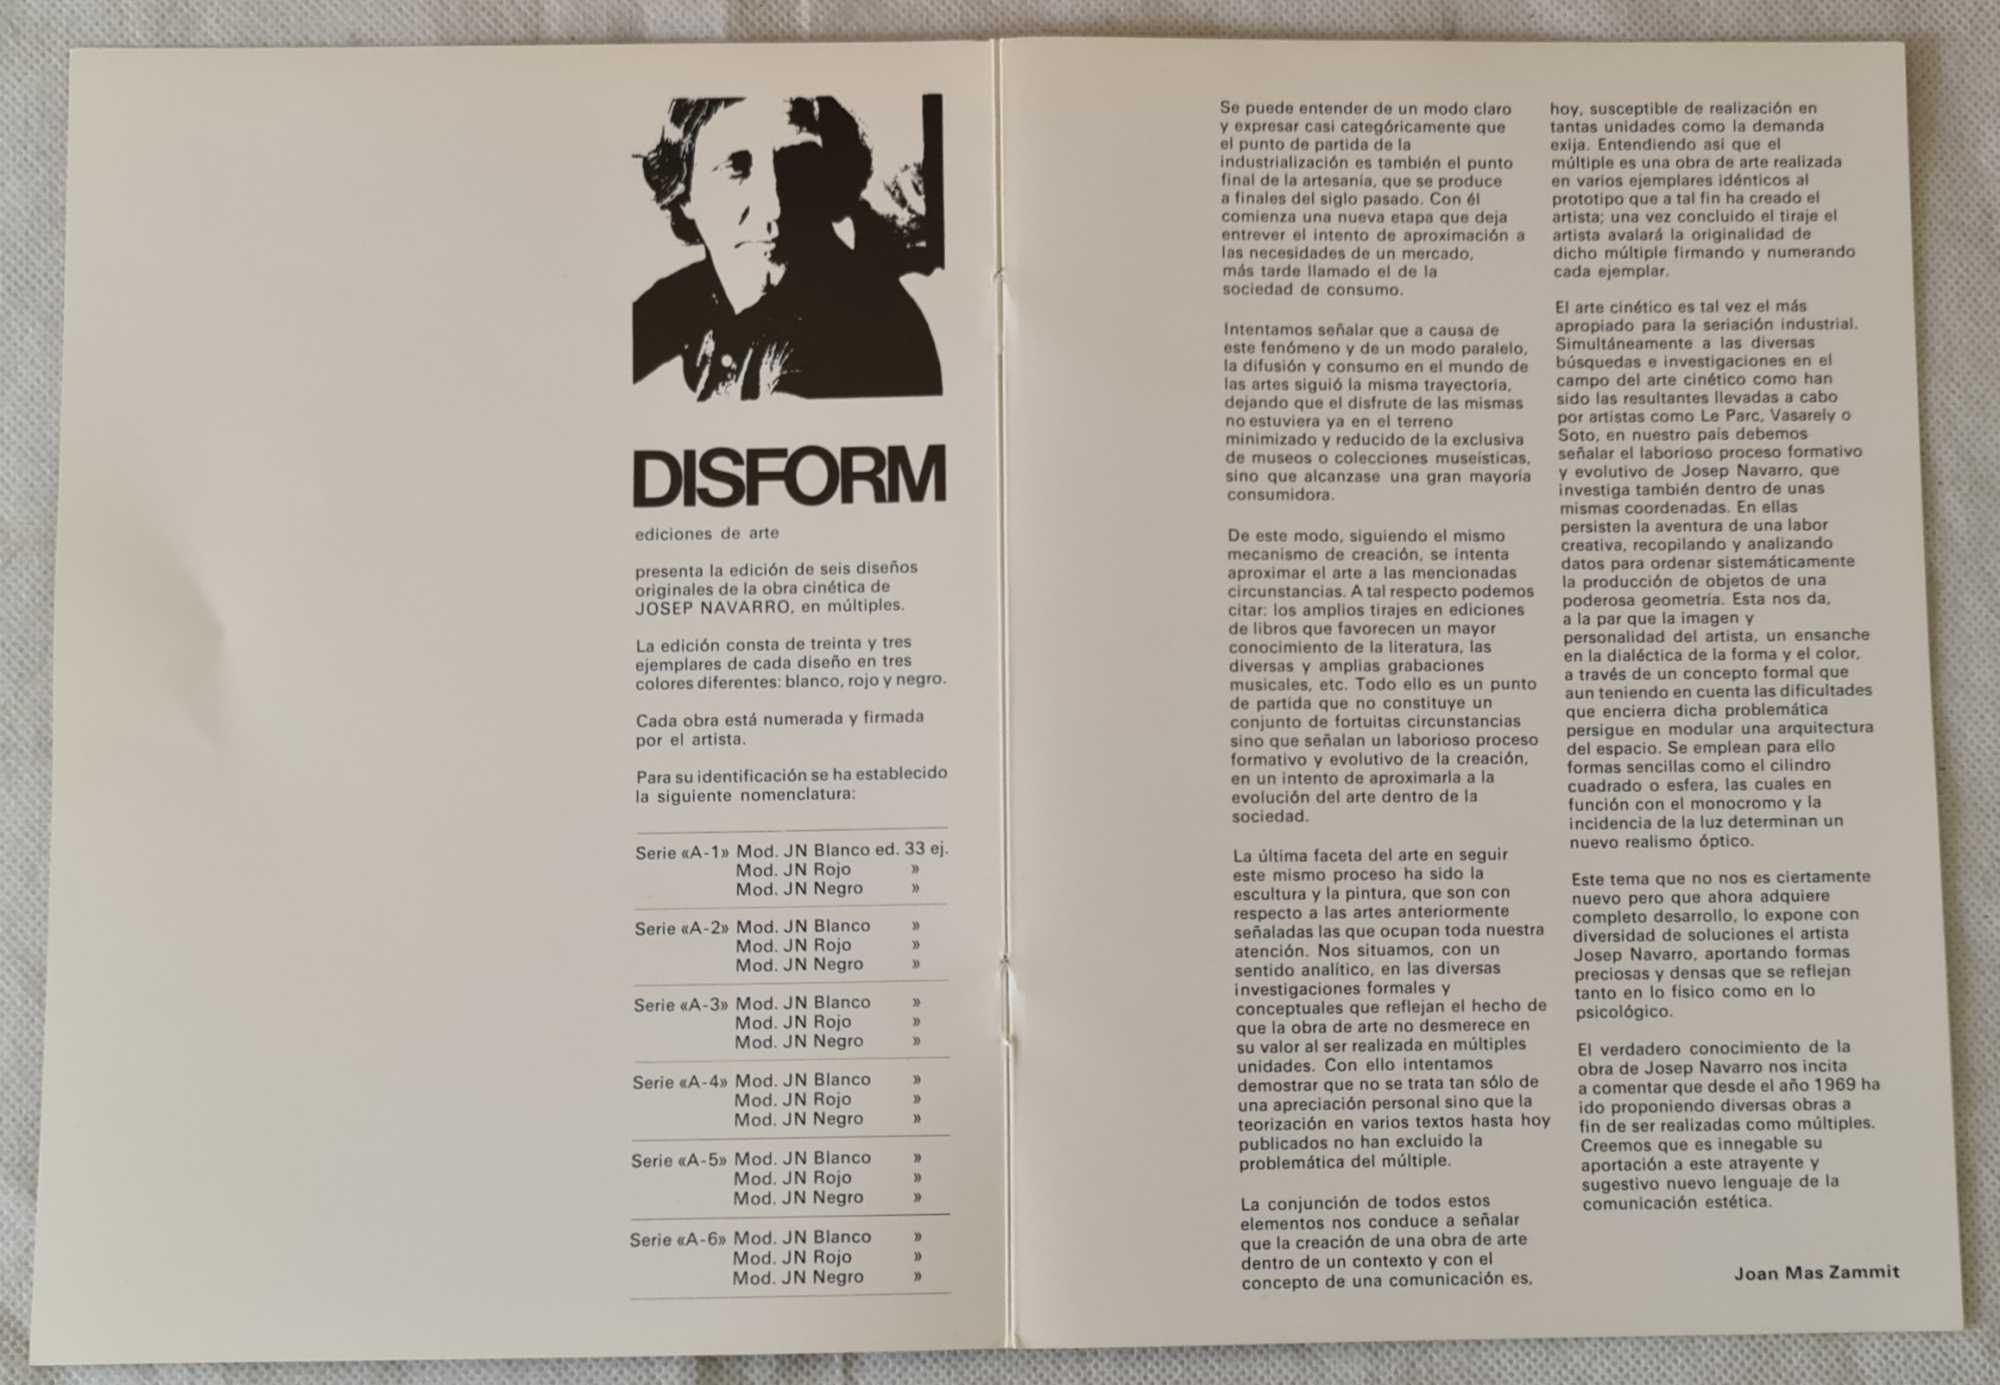 DISFORM
ediciones de arte
presenta la edición de seis diseños
originales de la obra cinética de
JOSEP NAVARRO, en múltiples.
La edición consta de treinta y tres
ejemplares de cada diseño en tres
colores diferentes: blanco, rojo y negro.
Cada obra está numerada y firmada
por el artista.
Para su identificación se ha establecido
la siguiente nomenclatura:
Serie «A-1» Mod. JN Blanco ed. 33 ej.
Mod. JN Rojo »
Mod. JN Negro »
Serie «A-2» Mod. JN Blanco »
Mod. JN Rojo »
Mod. JN Negro »
Serie «A-3» Mod. JN Blanco »
Mod. JN Rojo »
Mod. JN Negro »
Serie «A-4» Mod. JN Blanco »
Mod. JN Rojo »
Mod. JN Negro »
Serie «A-5» Mod. JN Blanco »
Mod. JN Rojo »
Mod. JN Negro »
Serie «A-6» Mod. JN Blanco »
Mod. JN Rojo »
Mod. JN Negro »
Se puede entender de un modo claro
y expresar casi categóricamente que
el punto de partida de la
industrialización es también el punto
final de la artesanía, que se produce
a finales del siglo pasado. Con él
comienza una nueva etapa que deja
entrever el intento de aproximación a
las necesidades de un mercado,
más tarde llamado el de la
sociedad de consumo.
Intentamos señalar que a causa de
este fenómeno y de un modo paralelo,
la difusión y consumo en el mundo de
las artes siguió la misma trayectoria,
dejando que el disfrute de las mismas
no estuviera ya en el terreno
minimizado y reducido de la exclusiva
de museos o colecciones museísticas,
sino que alcanzase una gran mayoría
consumidora.
De este modo, siguiendo el mismo
mecanismo de creación, se intenta
aproximar el arte a las mencionadas
circunstancias. A tal respecto podemos
citar: los amplios tirajes en ediciones
de libros que favorecen un mayor
conocimiento de la literatura, las
diversas y amplias grabaciones
musicales, etc. Todo ello es un punto
de partida que no constituye un
conjunto de fortuitas circunstancias
sino que señalan un laborioso proceso
formativo y evolutivo de la creación,
en un intento de aproximarla a la
evolución del arte dentro de la
sociedad.
La última faceta del arte en seguir
este mismo proceso ha sido la
escultura y la pintura, que son con
respecto a las artes anteriormente
señaladas las que ocupan toda nuestra
atención. Nos situamos, con un
sentido analítico, en las diversas
investigaciones formales y
conceptuales que reflejan el hecho de
que la obra de arte no desmerece en
su valor al ser realizada en múltiples
unidades. Con ello intentamos
demostrar que no se trata tan sólo de
una apreciación personal sino que la
teorización en varios textos hasta hoy
publicados no han excluido la
problemática del múltiple.
La conjunción de todos estos
elementos nos conduce a señalar
que la creación de una obra de arte
dentro de un contexto y con el
concepto de una comunicación es,
hoy, susceptible de realización en
tantas unidades como la demanda
exija. Entendiendo así que el
múltiple es una obra de arte realizada
en varios ejemplares idénticos al
prototipo que a tal fin ha creado el
artista; una vez concluido el tiraje el
artista avalará la originalidad de
dicho múltiple firmando y numerando
cada ejemplar.
El arte cinético es tal vez el más
apropiado para la seriación industrial.
Simultáneamente a las diversas
búsquedas e investigaciones en el
campo del arte cinético como han
sido las resultantes llevadas a cabo
por artistas como Le Parc, Vasarely o
Soto, en nuestro país debemos
señalar el laborioso proceso formativo
y evolutivo de Josep Navarro, que
investiga también dentro de unas
mismas coordenadas. En ellas
persisten la aventura de una labor
creativa, recopilando y analizando
datos para ordenar sistemáticamente
la producción de objetos de una
poderosa geometría. Esta nos da,
a la par que la imagen y
personalidad del artista, un ensanche
en la dialéctica de la forma y el color,
a través de un concepto formal que
aun teniendo en cuenta las dificultades
que encierra dicha problemática
persigue en modular una arquitectura
del espacio. Se emplean para ello
formas sencillas como el cilindro
cuadrado o esfera, las cuales en
función con el monocromo y la
incidencia de la luz determinan un
nuevo realismo óptico.
Este tema que no nos es ciertamente
nuevo pero que ahora adquiere
completo desarrollo, lo expone con
diversidad de soluciones el artista
Josep Navarro, aportando formas
preciosas y densas que se reflejan
tanto en lo físico como en lo
psicológico.
El verdadero conocimiento de la
obra de Josep Navarro nos incita
a comentar que desde el año 1969 ha
ido proponiendo diversas obras a
fin de ser realizadas como múltiples.
Creemos que es innegable su
aportación a este atrayente y
sugestivo nuevo lenguaje de la
comunicación estética.
Joan Mas Zammit